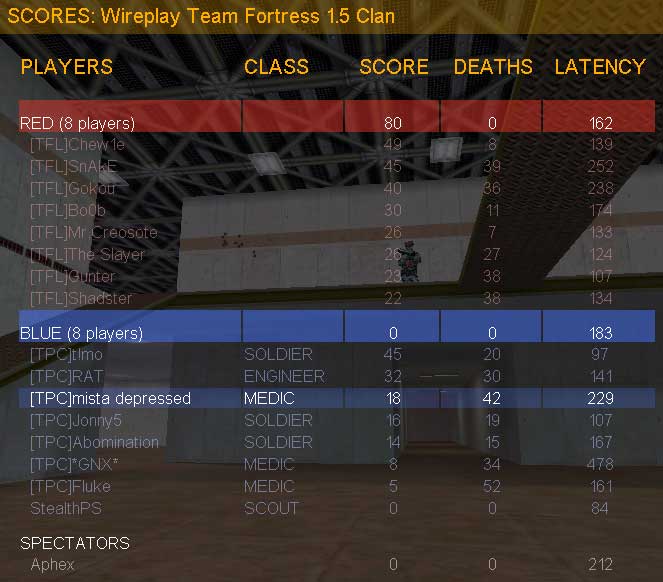 SCORES: Wireplay Team Fortress 1.5 Clan
PLAYERS CLASS SCORE DEATHS LATENCY
RED (8 players) 80 0 162
[TFL]Chew1e 49 8 139
[TFL]SnAkE 45 39 252
[TFL]Gokou 40 36 238
[TFL]Bo0b 30 11 174
[TFL]Mr Creosote 26 7 133
[TFL]The Slayer 26 27 124
[TFL]Gunter 23 38 107
[TFL]Shadster 22 38 134
BLUE (8 players) 0 0 183
[TPC]tImo SOLDIER 45 20 97
[TPC]RAT ENGINEER 32 30 141
[TPC]mista depressed MEDIC 18 42 229
[TPC]Jonny5 SOLDIER 16 19 107
[TPC]Abomination SOLDIER 14 15 167
[TPC]*GNX* MEDIC 8 34 478
[TPC]Fluke MEDIC 5 52 161
StealthPS SCOUT 0 0 84
SPECTATORS
Aphex 0 0 212